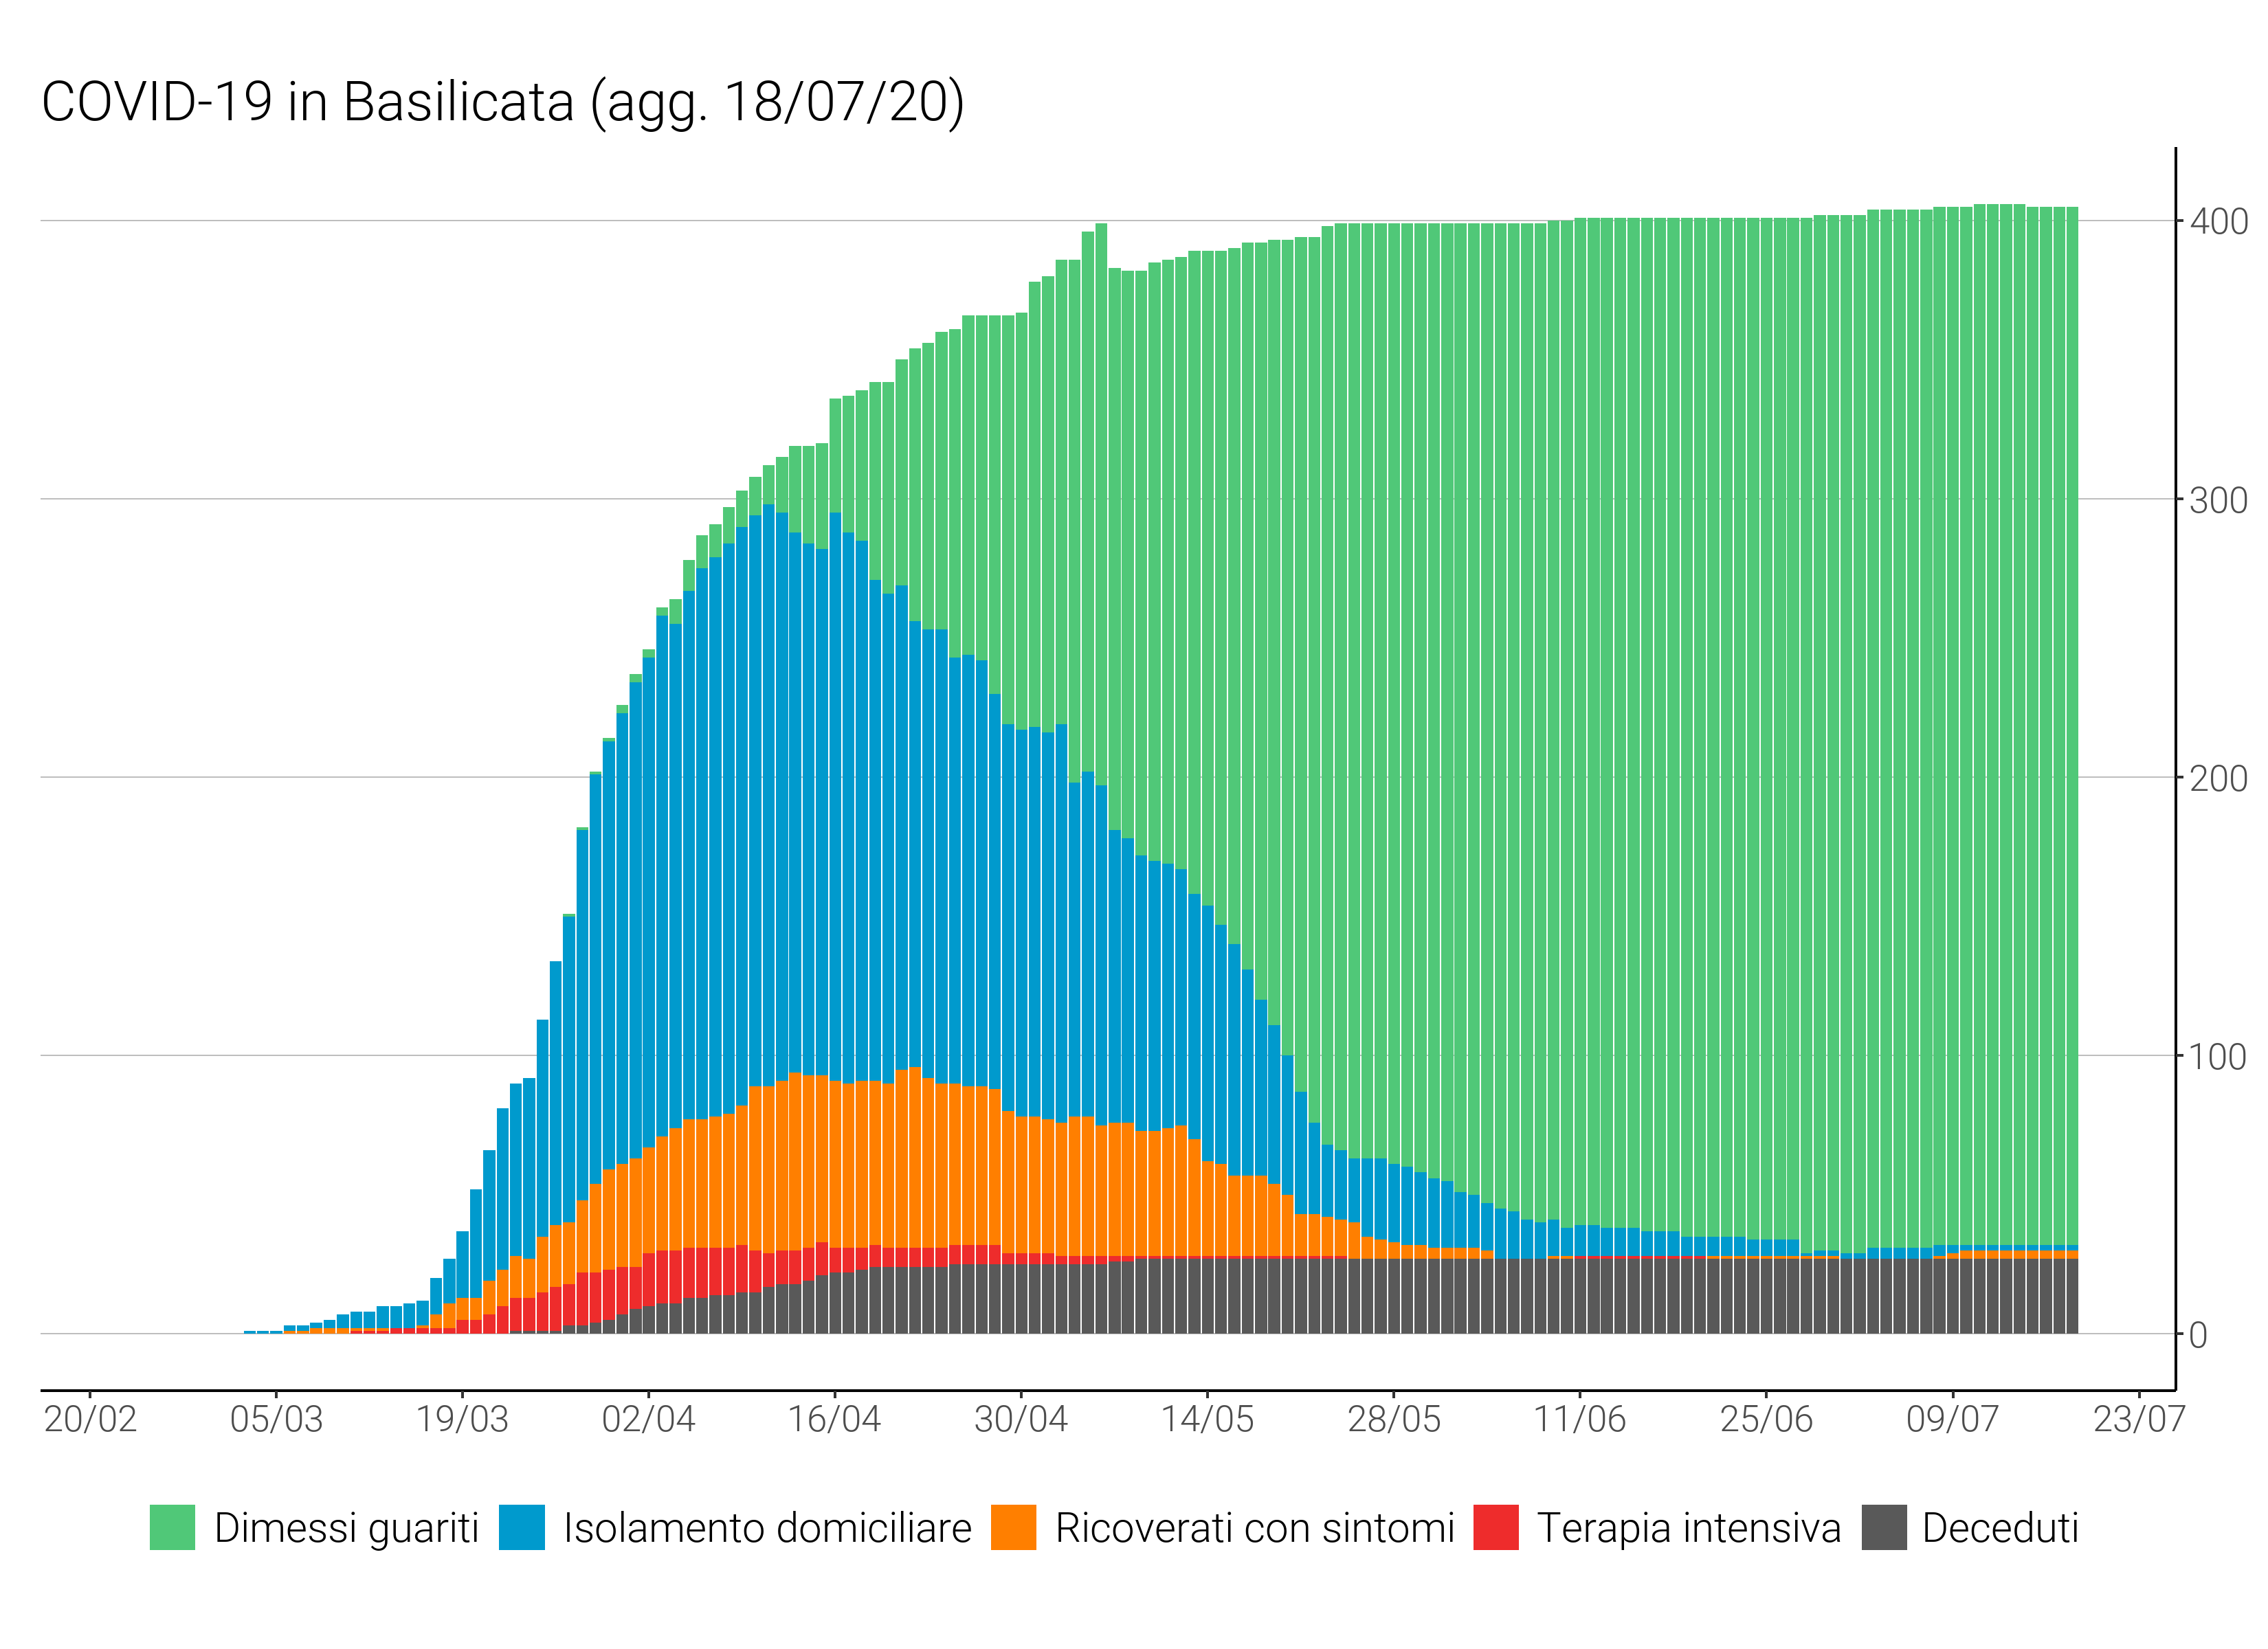 COVID-19 in Basilicata (agg. 18/07/20)
400
300
200
100
0
20/02 05/03 19/03 02/04 16/04 30/04 14/05 28/05 11/06 25/06 09/07 23/07
Dimessi guariti Isolamento domiciliare Ricoverati con sintomi Terapia intensiva Deceduti